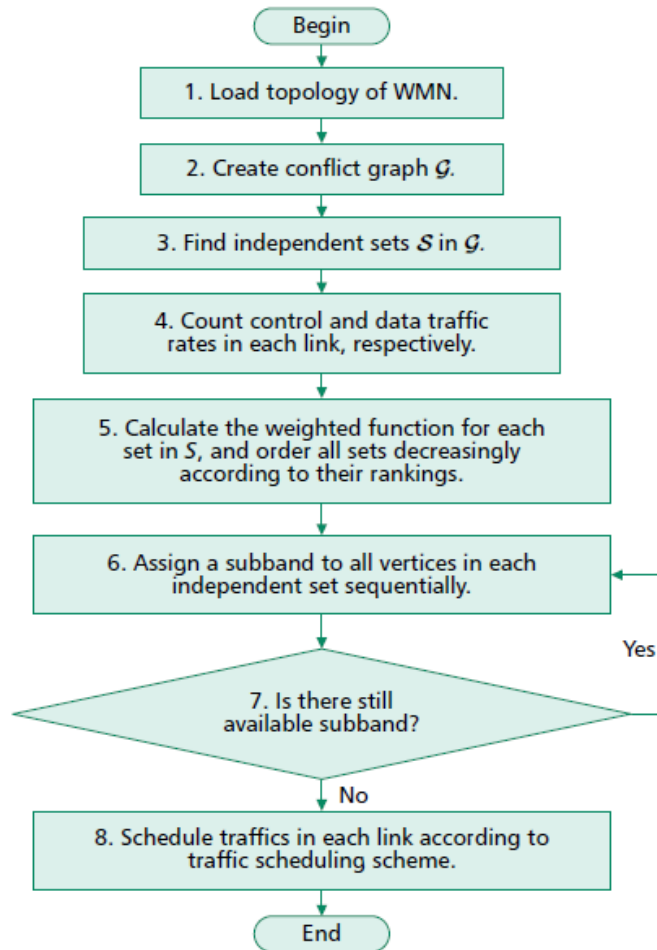 Begin
1. Load topology of WMN.
2. Create conflict graph 𝓖.
3. Find independent sets 𝓢 in 𝓖.
4. Count control and data traffic
rates in each link, respectively.
5. Calculate the weighted function for each
set in S, and order all sets decreasingly
according to their rankings.
6. Assign a subband to all vertices in each
independent set sequentially.
Yes
7. Is there still
available subband?
No
8. Schedule traffics in each link according to
traffic scheduling scheme.
End